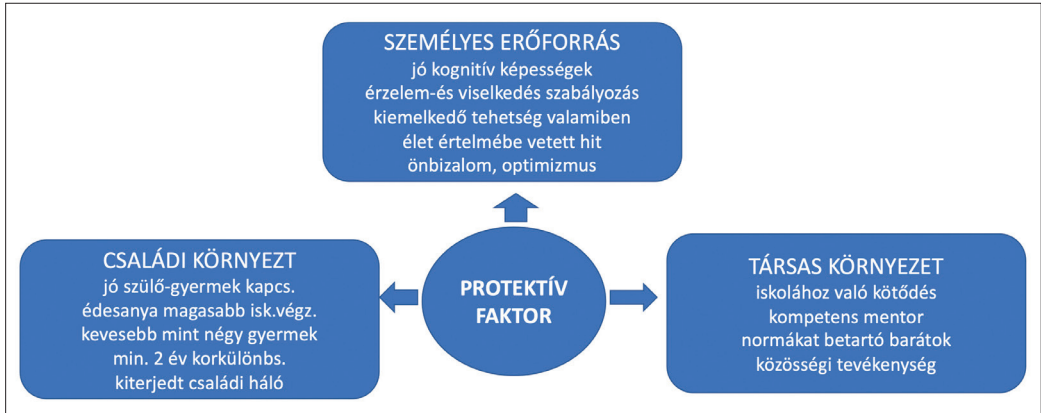 SZEMÉLYES ERŐFORRÁS
jó kognitív képességek
érzelem-és viselkedés szabályozás
kiemelkedő tehetség valamiben
élet értelmébe vetett hit
önbizalom, optimizmus
CSALÁDI KÖRNYEZT
jó szülő-gyermek kapcs.
édesanya magasabb isk.végz.
kevesebb mint négy gyermek
min. 2 év korkülönbs.
kiterjedt családi háló
PROTEKTÍV
FAKTOR
TÁRSAS KÖRNYEZET
iskolához való kötődés
kompetens mentor
normákat betartó barátok
közösségi tevékenység